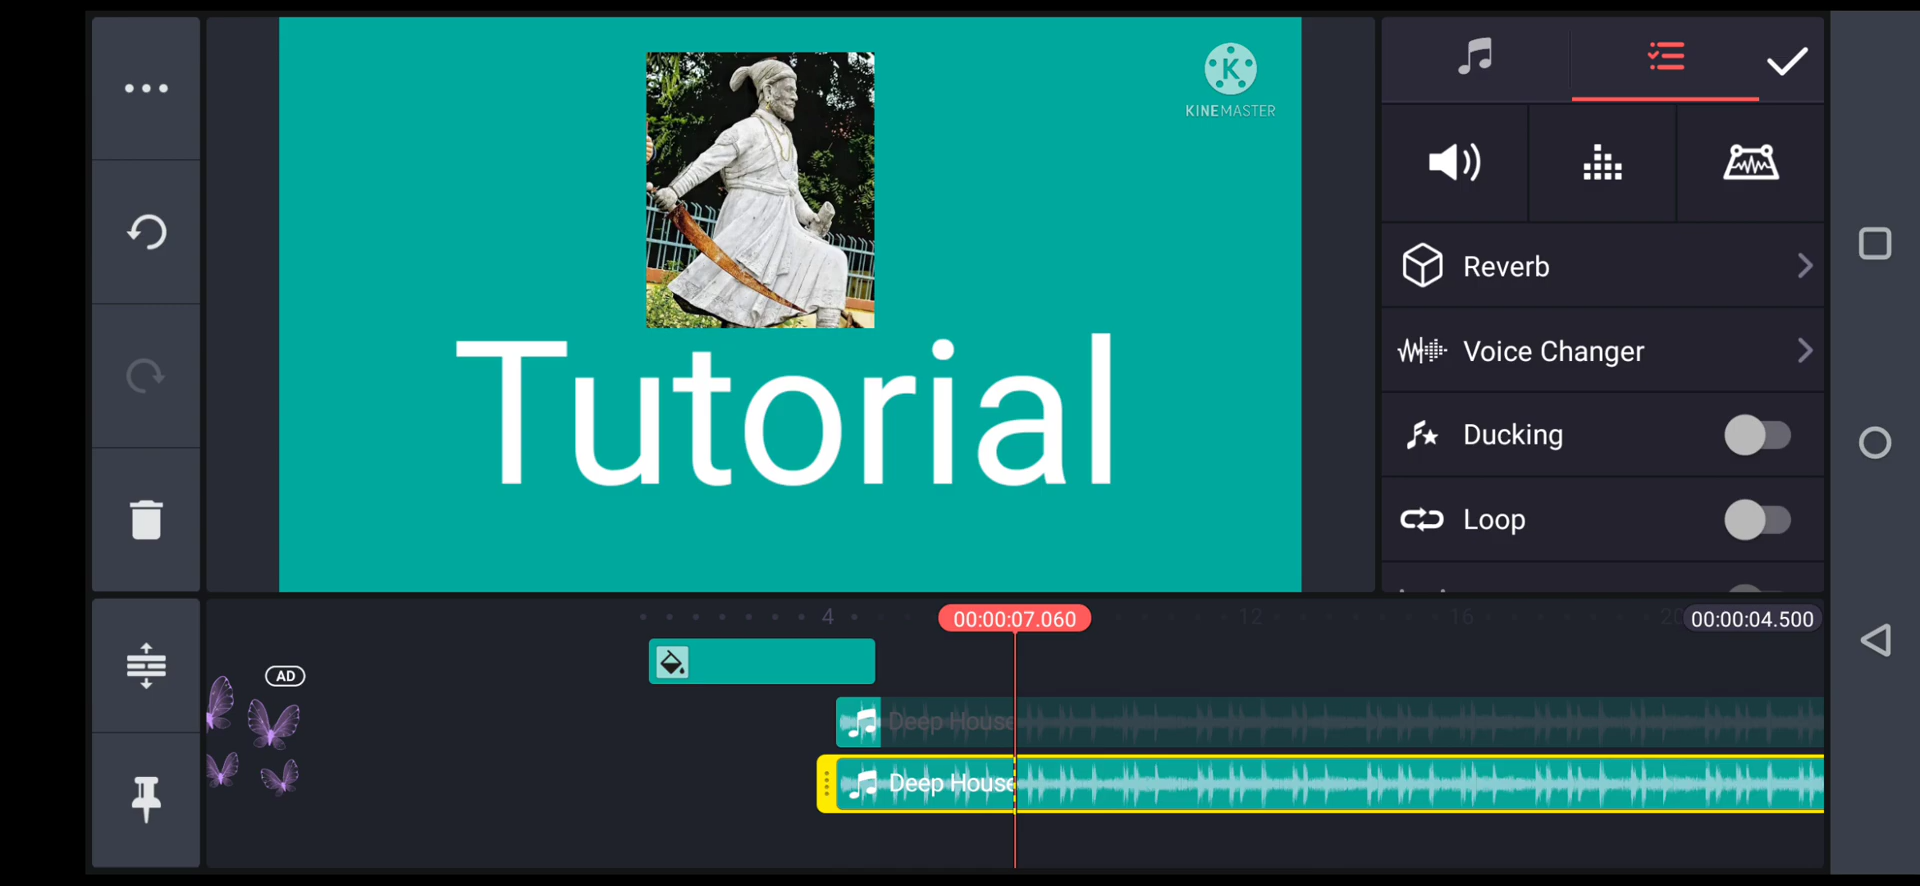 K
KINEMASTER
Tutorial
Reverb
Voice Changer
Ducking
Loop
4
00:00:07.060
12
16
20
00:00:04.500
AD
Deep House
Deep House